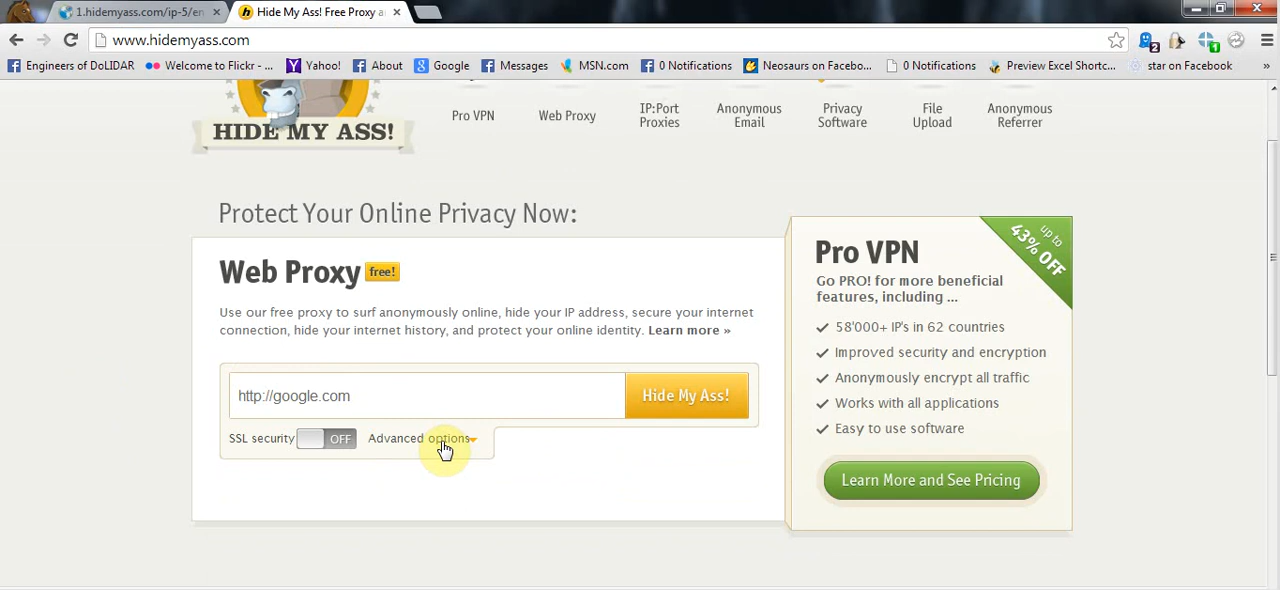 1.hidemyass.com/ip-5/en
Hide My Ass! Free Proxy a
www.hidemyass.com
2
1
Engineers of DoLIDAR
Welcome to Flickr - ...
Yahoo!
About
Google
Messages
MSN.com
0 Notifications
Neosaurs on Facebo...
0 Notifications
Preview Excel Shortc...
star on Facebook
»
HIDE MY ASS!
Pro VPN
Web Proxy
IP:Port
Proxies
Anonymous
Email
Privacy
Software
File
Upload
Anonymous
Referrer
Protect Your Online Privacy Now:
Web Proxy free!
Use our free proxy to surf anonymously online, hide your IP address, secure your internet
connection, hide your internet history, and protect your online identity. Learn more »
http://google.com
Hide My Ass!
SSL security OFF Advanced options
up to
43% OFF
Pro VPN
Go PRO! for more beneficial
features, including ...
58'000+ IP's in 62 countries
Improved security and encryption
Anonymously encrypt all traffic
Works with all applications
Easy to use software
Learn More and See Pricing